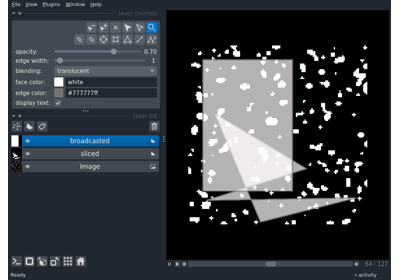 File View Plugins Window Help
layer controls
opacity: 0.70
edge width: 1
blending: translucent
face color: white
edge color: #777777ff
display text:
layer list
broadcasted
sliced
Image
64 127
Ready
activity